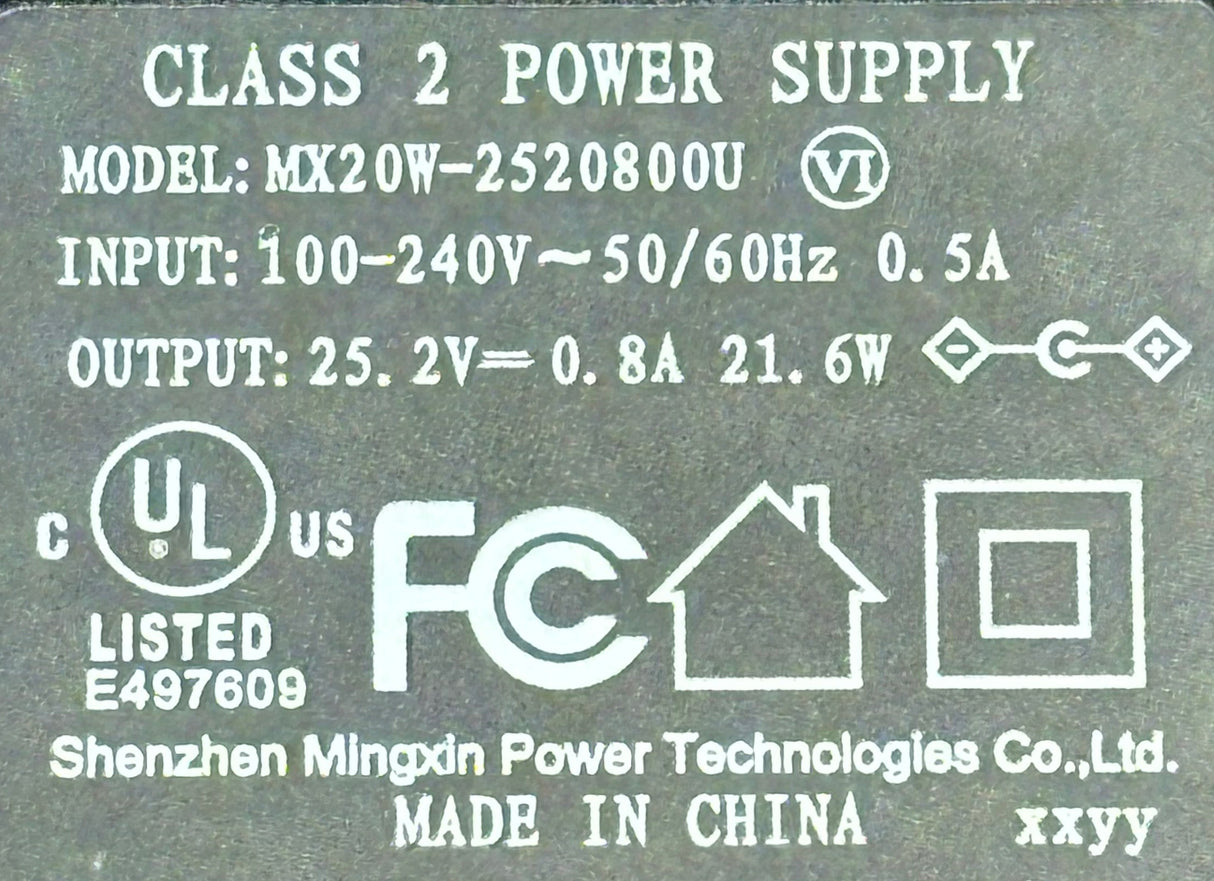 CLASS 2 POWER SUPPLY
MODEL: MX20W-2520800U VI
INPUT: 100-240V~50/60Hz 0.5A
OUTPUT: 25.2V⎓0.8A 21.6W - C +
C UL® US
LISTED
E497609
FC
Shenzhen Mingxin Power Technologies Co.,Ltd.
MADE IN CHINA xxyy